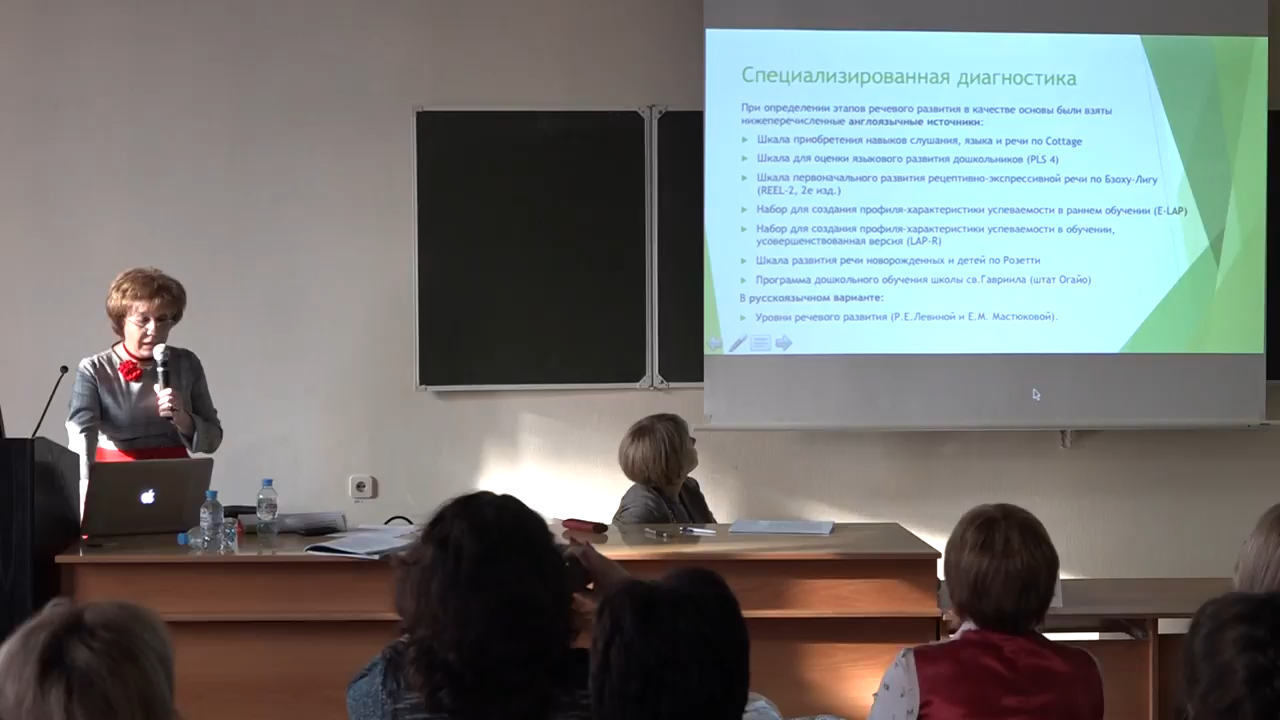 Специализированная диагностика
При определении этапов речевого развития в качестве основы были взяты
нижеперечисленные англоязычные источники:
Шкала приобретения навыков слушания, языка и речи по Cottage
Шкала для оценки языкового развития дошкольников (PLS 4)
Шкала первоначального развития рецептивно-экспрессивной речи по Бзоху-Лигу
(REEL-2, 2е изд.)
Набор для создания профиля-характеристики успеваемости в раннем обучении (E-LAP)
Набор для создания профиля-характеристики успеваемости в обучении,
усовершенствованная версия (LAP-R)
Шкала развития речи новорожденных и детей по Розетти
Программа дошкольного обучения школы св.Гавриила (штат Огайо)
В русскоязычном варианте:
Уровни речевого развития (Р.Е.Левиной и Е.М. Мастюковой).